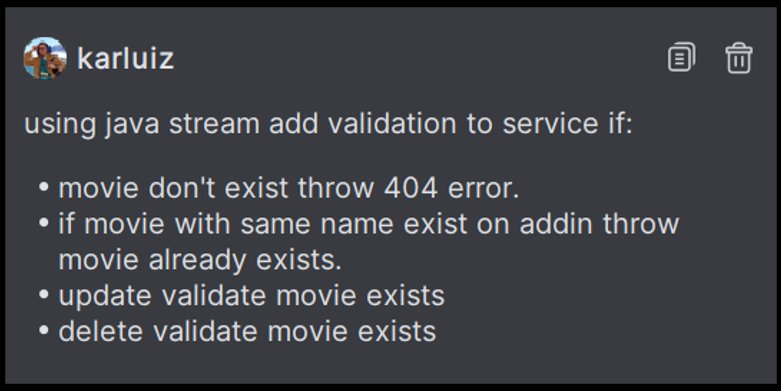 karluiz
using java stream add validation to service if:
• movie don't exist throw 404 error.
• if movie with same name exist on addin throw
movie already exists.
• update validate movie exists
• delete validate movie exists